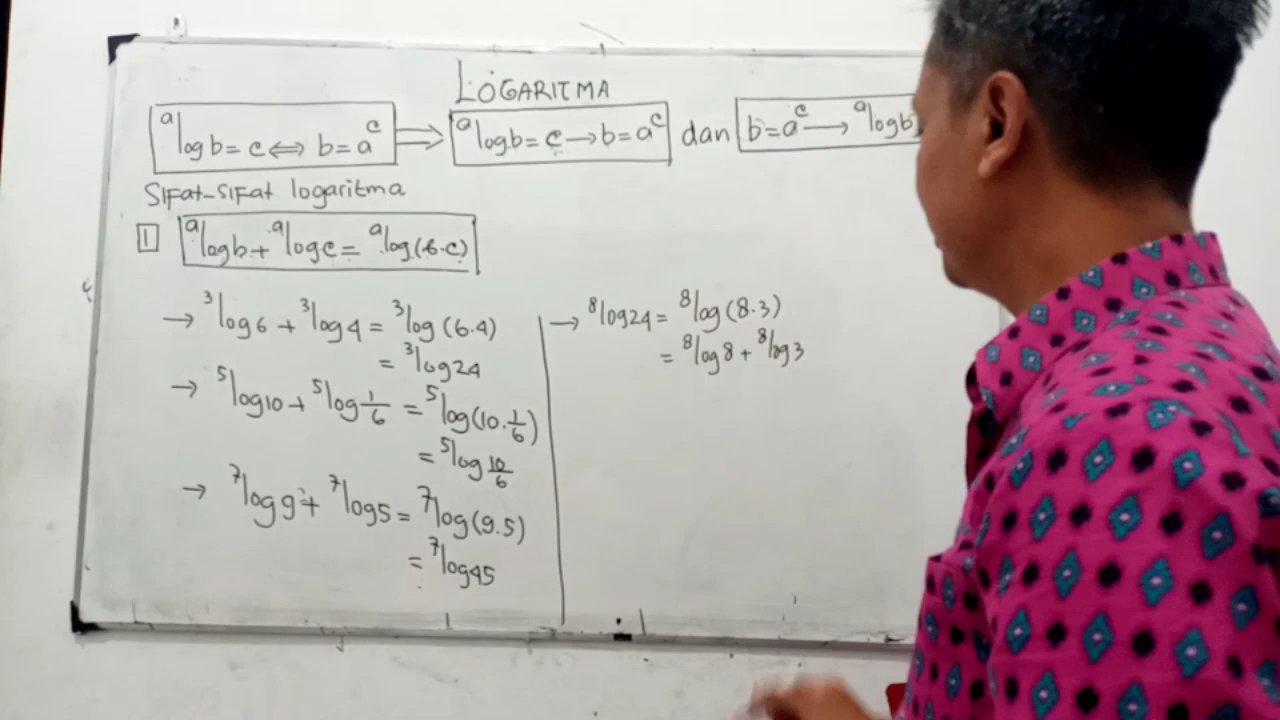 LOGARITMA
ᵃlog b = c ⟺ b = aᶜ ⟹ ᵃlog b = c → b = aᶜ dan b = aᶜ → ᵃlog b
Sifat-sifat logaritma
1 ᵃlog b + ᵃlog c = ᵃlog (b.c)
→ ³log 6 + ³log 4 = ³log (6.4)
= ³log 24
→ ⁵log 10 + ⁵log 1/6 = ⁵log (10. 1/6)
= ⁵log 10/6
→ ⁷log 9 + ⁷log 5 = ⁷log (9.5)
= ⁷log 45
→ ⁸log 24 = ⁸log (8.3)
= ⁸log 8 + ⁸log 3